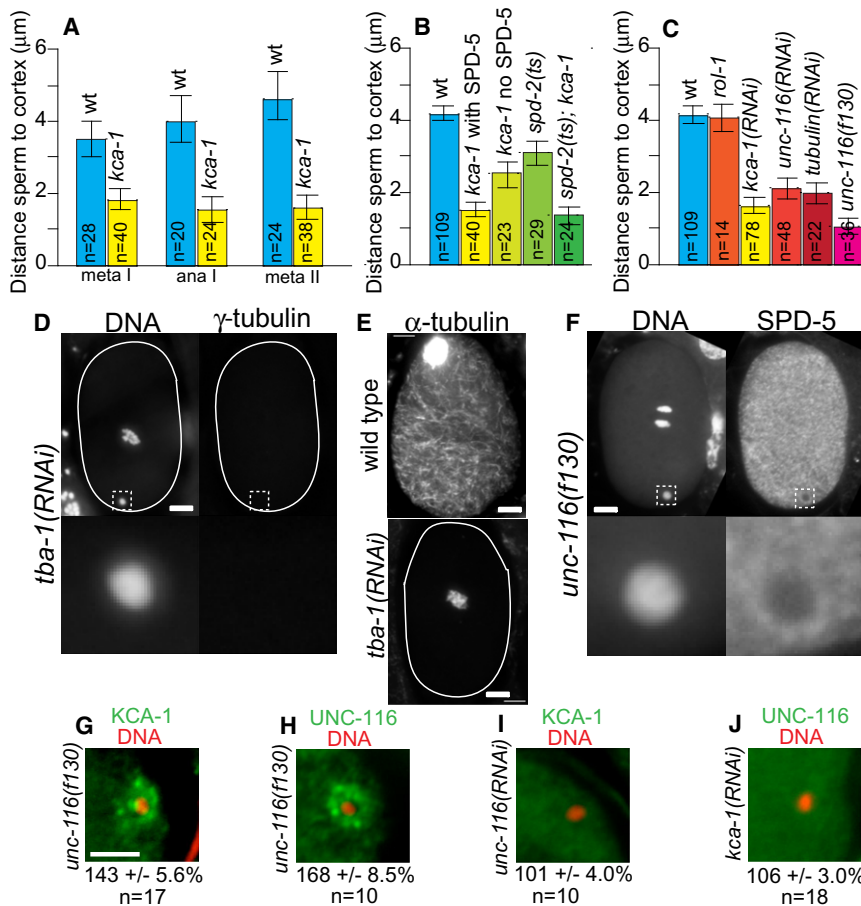 A
Distance sperm to cortex (µm)
6
4
2
0
wt
kca-1
wt
kca-1
wt
kca-1
n=28
n=40
n=20
n=24
n=24
n=38
meta I
ana I
meta II
B
Distance sperm to cortex (µm)
6
4
2
0
wt
kca-1 with SPD-5
kca-1 no SPD-5
spd-2(ts)
spd-2(ts); kca-1
n=109
n=40
n=23
n=29
n=24
C
Distance sperm to cortex (µm)
6
4
2
0
wt
rol-1
kca-1(RNAi)
unc-116(RNAi)
tubulin(RNAi)
unc-116(f130)
n=109
n=14
n=78
n=48
n=22
n=36
D
DNA
γ-tubulin
tba-1(RNAi)
E
α-tubulin
wild type
tba-1(RNAi)
F
DNA
SPD-5
unc-116(f130)
G
KCA-1
DNA
unc-116(f130)
143 +/- 5.6%
n=17
H
UNC-116
DNA
unc-116(f130)
168 +/- 8.5%
n=10
I
KCA-1
DNA
unc-116(RNAi)
101 +/- 4.0%
n=10
J
UNC-116
DNA
kca-1(RNAi)
106 +/- 3.0%
n=18